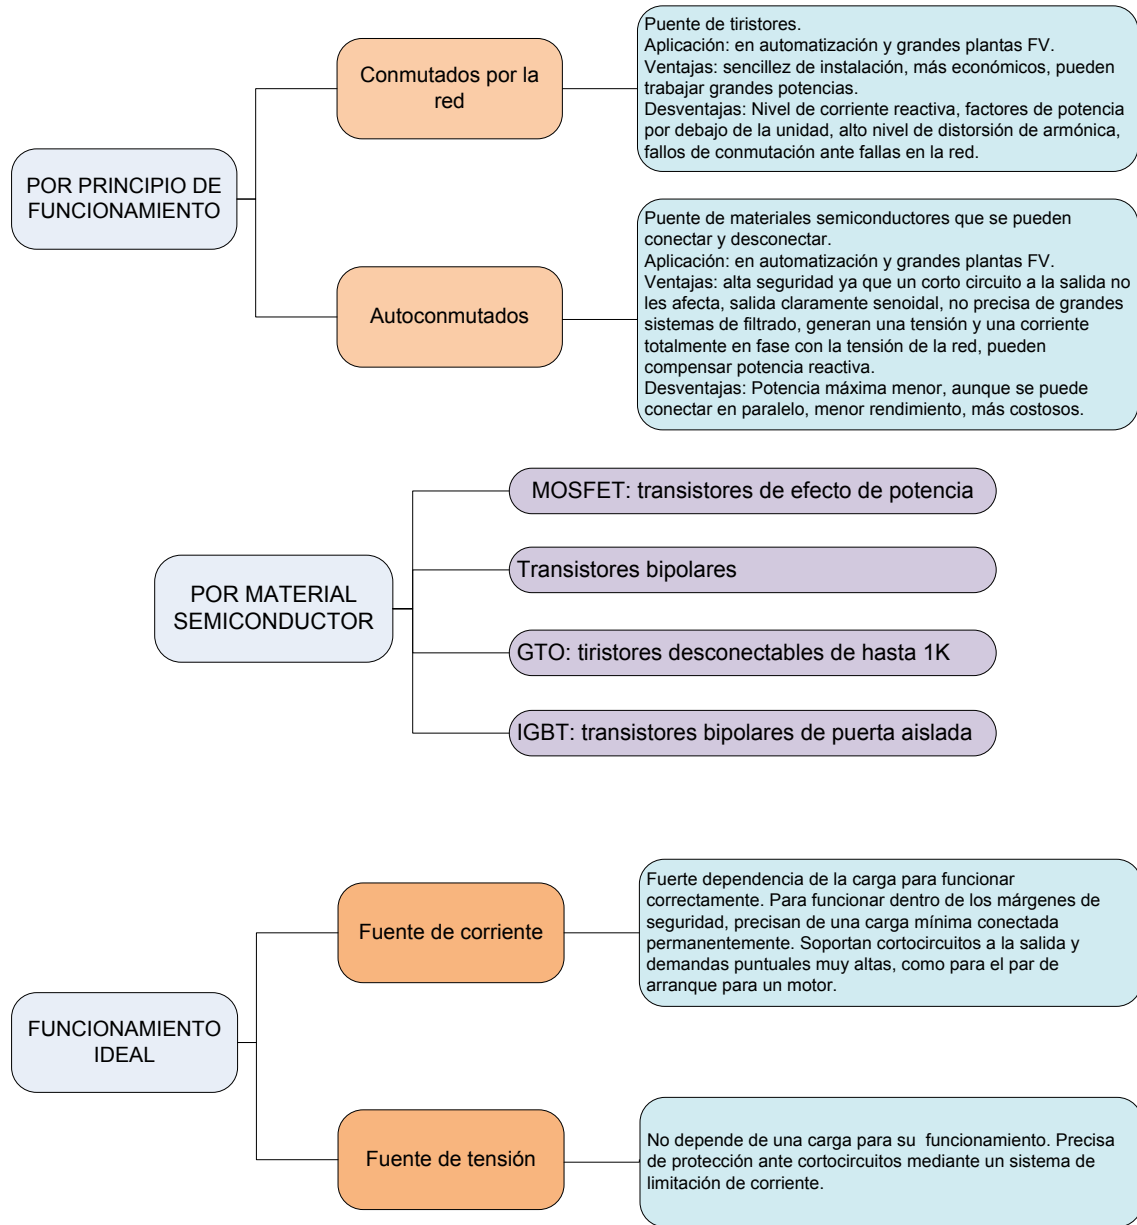 POR PRINCIPIO DE
FUNCIONAMIENTO
Conmutados por la
red
Puente de tiristores.
Aplicación: en automatización y grandes plantas FV.
Ventajas: sencillez de instalación, más económicos, pueden
trabajar grandes potencias.
Desventajas: Nivel de corriente reactiva, factores de potencia
por debajo de la unidad, alto nivel de distorsión de armónica,
fallos de conmutación ante fallas en la red.
Autoconmutados
Puente de materiales semiconductores que se pueden
conectar y desconectar.
Aplicación: en automatización y grandes plantas FV.
Ventajas: alta seguridad ya que un corto circuito a la salida no
les afecta, salida claramente senoidal, no precisa de grandes
sistemas de filtrado, generan una tensión y una corriente
totalmente en fase con la tensión de la red, pueden
compensar potencia reactiva.
Desventajas: Potencia máxima menor, aunque se puede
conectar en paralelo, menor rendimiento, más costosos.
POR MATERIAL
SEMICONDUCTOR
MOSFET: transistores de efecto de potencia
Transistores bipolares
GTO: tiristores desconectables de hasta 1K
IGBT: transistores bipolares de puerta aislada
FUNCIONAMIENTO
IDEAL
Fuente de corriente
Fuerte dependencia de la carga para funcionar
correctamente. Para funcionar dentro de los márgenes de
seguridad, precisan de una carga mínima conectada
permanentemente. Soportan cortocircuitos a la salida y
demandas puntuales muy altas, como para el par de
arranque para un motor.
Fuente de tensión
No depende de una carga para su funcionamiento. Precisa
de protección ante cortocircuitos mediante un sistema de
limitación de corriente.